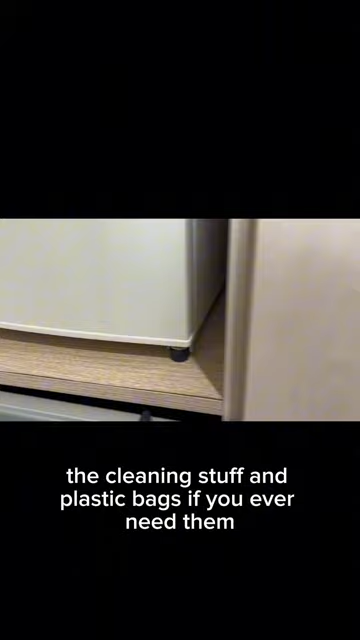 the cleaning stuff and
plastic bags if you ever
need them